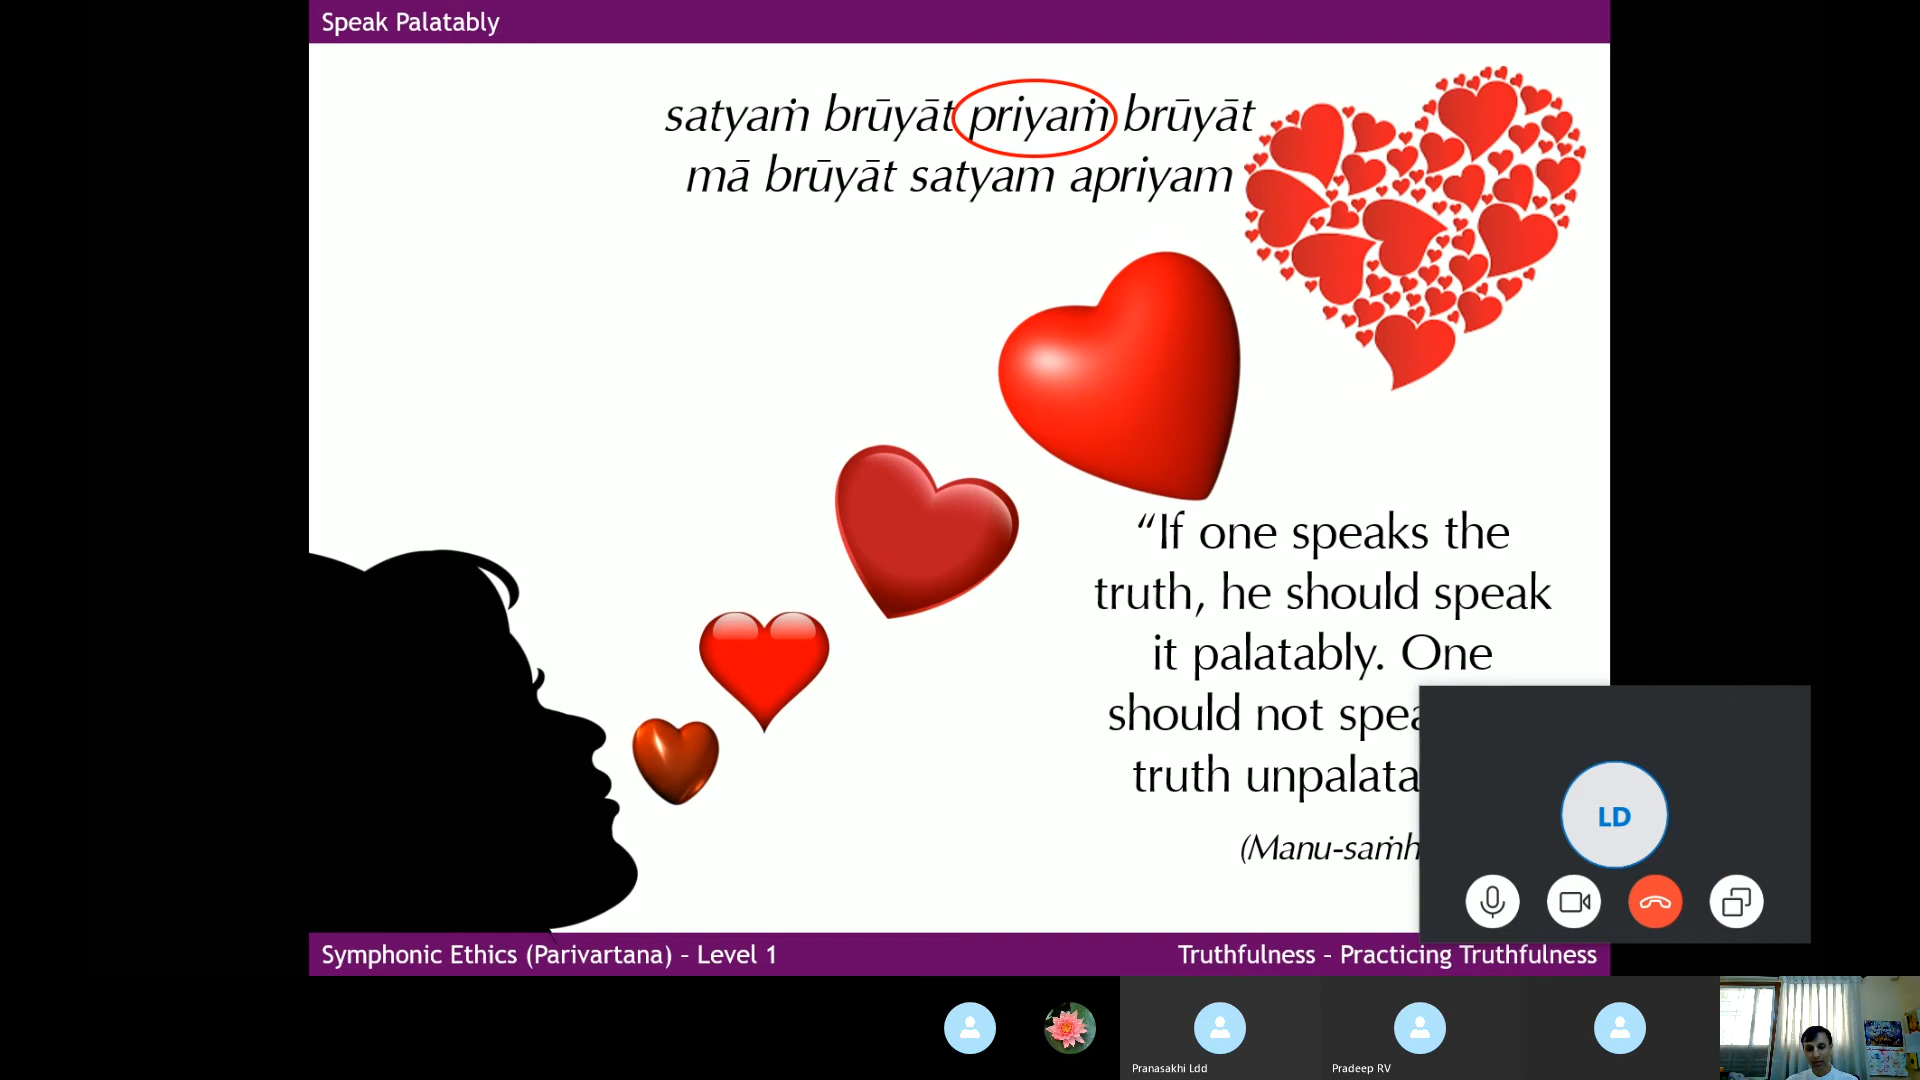 Speak Palatably
satyaṁ brūyāt priyaṁ brūyāt
mā brūyāt satyam apriyam
“If one speaks the
truth, he should speak
it palatably. One
should not spea
truth unpalata
(Manu-saṁh
LD
Symphonic Ethics (Parivartana) – Level 1
Truthfulness – Practicing Truthfulness
Pranasakhi Ldd
Pradeep RV